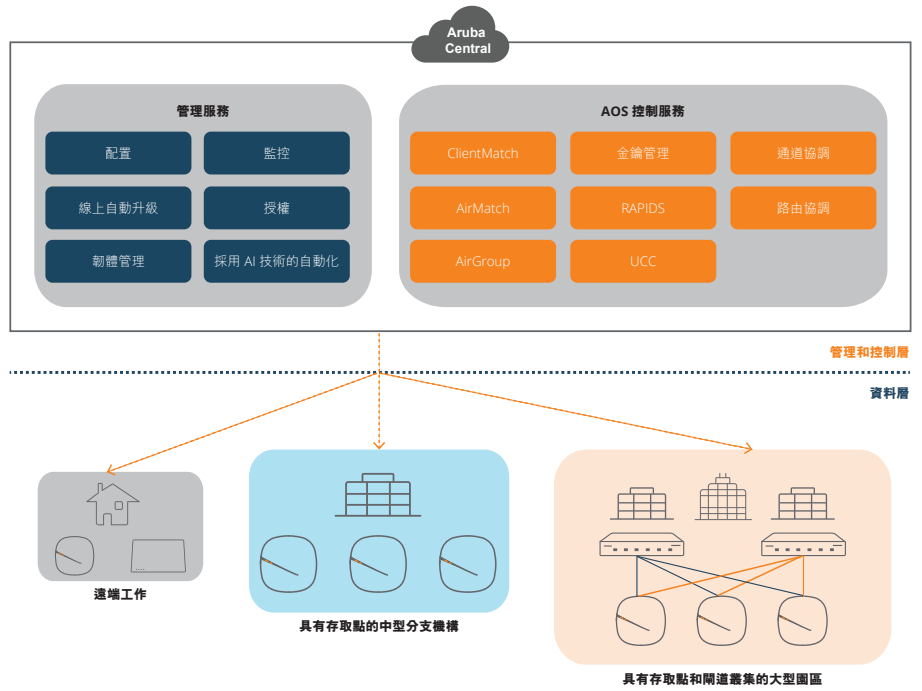 Aruba
Central
管理服務
配置
監控
線上自動升級
授權
韌體管理
採用 AI 技術的自動化
AOS 控制服務
ClientMatch
金鑰管理
通道協調
AirMatch
RAPIDS
路由協調
AirGroup
UCC
管理和控制層
資料層
遠端工作
具有存取點的中型分支機構
具有存取點和閘道叢集的大型園區